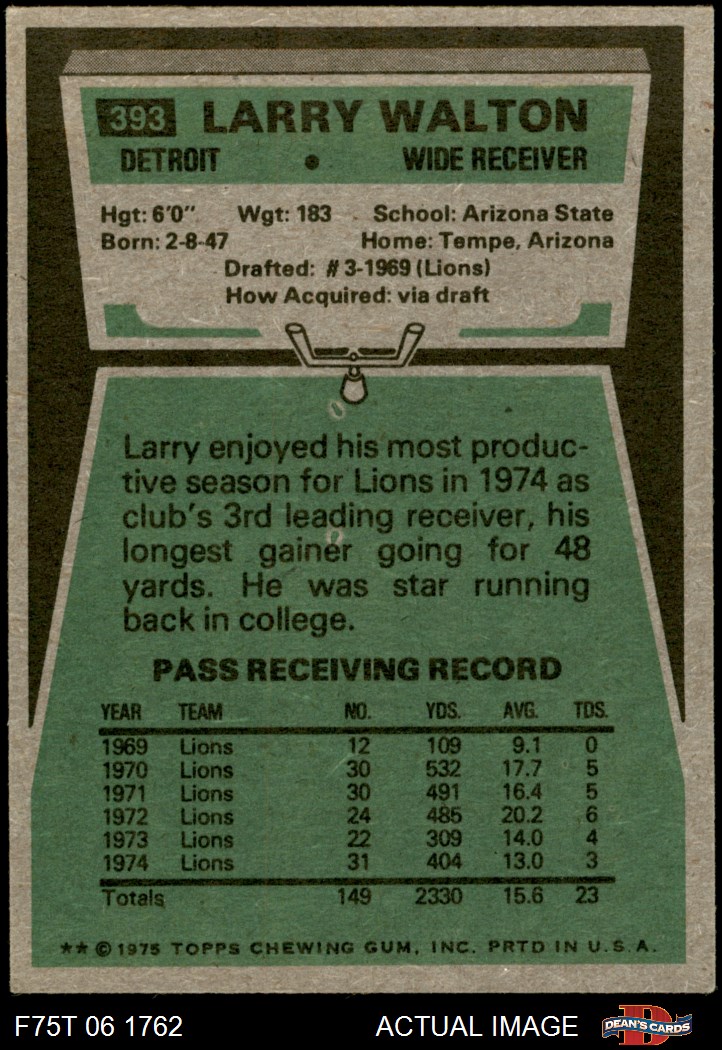 393 LARRY WALTON
DETROIT • WIDE RECEIVER
Hgt: 6'0" Wgt: 183 School: Arizona State
Born: 2-8-47 Home: Tempe, Arizona
Drafted: #3-1969 (Lions)
How Acquired: via draft
Larry enjoyed his most produc-
tive season for Lions in 1974 as
club's 3rd leading receiver, his
longest gainer going for 48
yards. He was star running
back in college.
PASS RECEIVING RECORD
YEAR TEAM NO. YDS. AVG. TDS.
1969 Lions 12 109 9.1 0
1970 Lions 30 532 17.7 5
1971 Lions 30 491 16.4 5
1972 Lions 24 485 20.2 6
1973 Lions 22 309 14.0 4
1974 Lions 31 404 13.0 3
Totals 149 2330 15.6 23
** © 1975 TOPPS CHEWING GUM, INC. PRTD IN U.S.A.
F75T 06 1762 ACTUAL IMAGE D DEAN'S CARDS